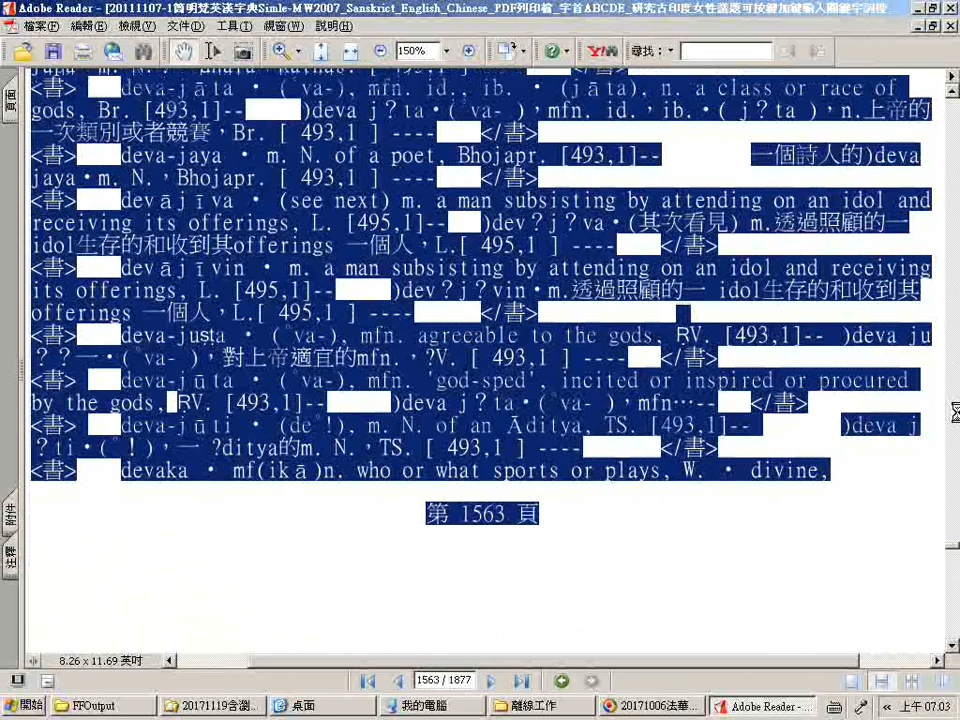 Adobe Reader - [20111107-1簡明梵英漢字典Simle-MW2007_Sanskrict_English_Chinese_PDF列印檔_字首ABCDE_研究古印度女性議題可按鍵加鍵輸入關鍵字詞搜
檔案(F) 編輯(E) 檢視(V) 文件(D) 工具(T) 視窗(W) 說明(H)
150% 尋找：
頁面
<書> deva-jāta (˚va-), mfn. id., ib. • (jāta), n. a class or race of
gods, Br. [493,1]-- )deva j?ta•(˚va- )，mfn. id. ，ib.•( j?ta )，n.上帝的
一次類別或者競賽，Br. [ 493,1 ] ---- </書>
<書> deva-jaya • m. N. of a poet, Bhojapr. [493,1]-- 一個詩人的)deva
jaya•m. N. ，Bhojapr. [ 493,1 ] ---- </書>
<書> devājīva • (see next) m. a man subsisting by attending on an idol and
receiving its offerings, L. [495,1]-- )dev?j?va•(其次看見) m.透過照顧的一
idol生存的和收到其offerings 一個人，L.[ 495,1 ] ---- </書>
<書> devājīvin • m. a man subsisting by attending on an idol and receiving
its offerings, L. [495,1]-- )dev?j?vin•m.透過照顧的一 idol生存的和收到其
offerings 一個人，L.[ 495,1 ] ---- </書>
<書> deva-justa • (˚va-), mfn. agreeable to the gods, RV. [493,1]-- )deva ju
??一•(˚va- )，對上帝適宜的mfn. ，?V. [ 493,1 ] ---- </書>
<書> deva-jūta • (˚va-), mfn. 'god-sped', incited or inspired or procured
by the gods, RV. [493,1]-- )deva j?ta•(˚va- )，mfn…-- </書>
<書> deva-jūti • (de˚!), m. N. of an Āditya, TS. [493,1]-- )deva j
?ti•(˚!)，一 ?ditya的m. N. ，TS. [ 493,1 ] ---- </書>
<書> devaka • mf(ikā)n. who or what sports or plays, W. • divine,
第 1563 頁
附件
注釋
8.26 x 11.69 英吋
1563 / 1877
開始 FFOutput 20171119含瀏... 桌面 我的電腦 離線工作 20171006法華... Adobe Reader - ... 上午 07:03